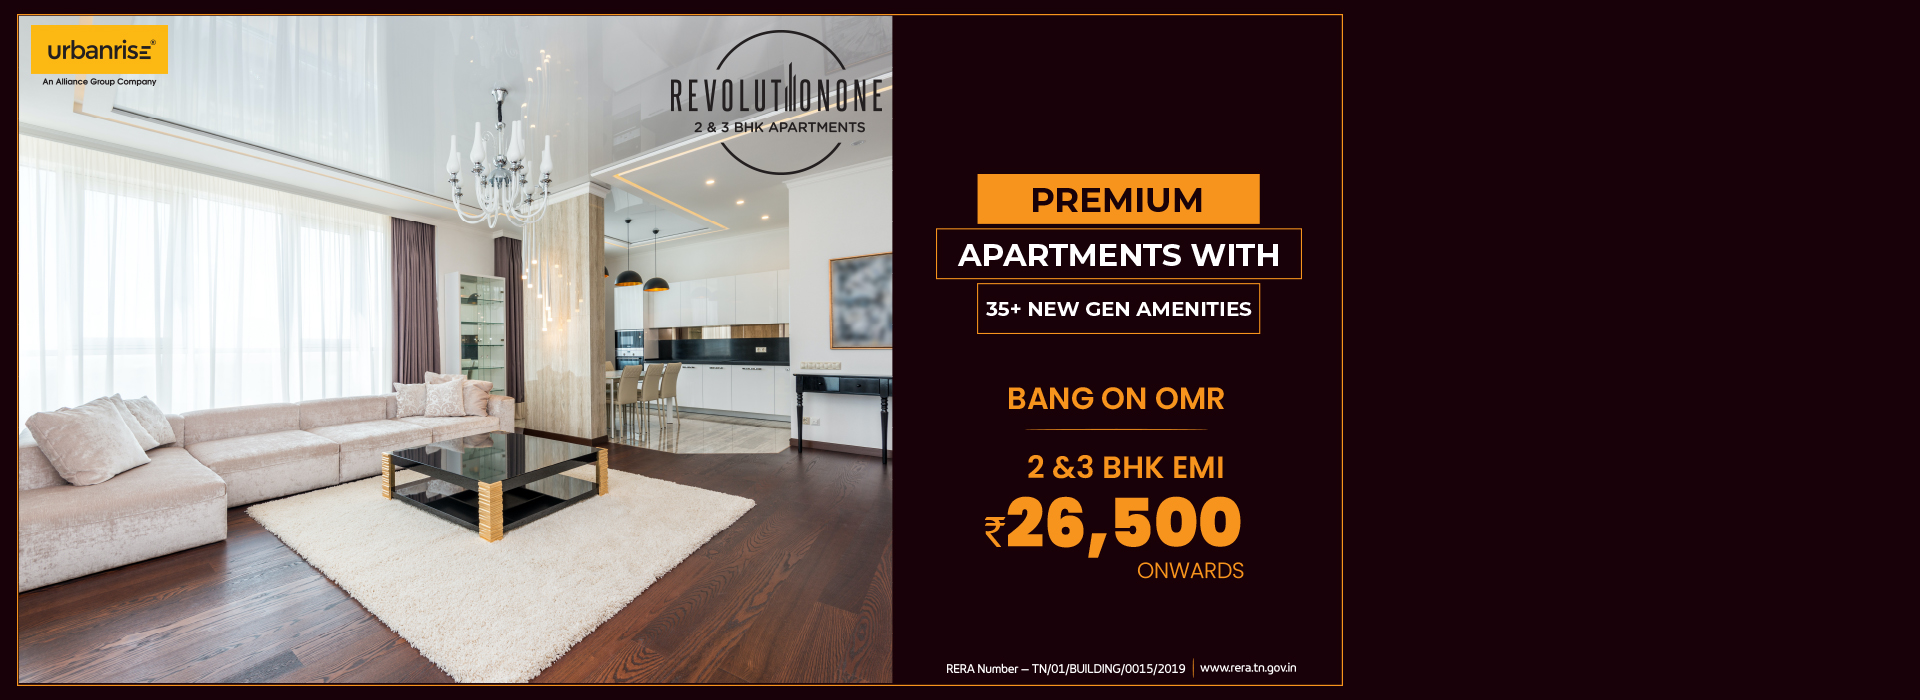 urbanrise®
An Alliance Group Company
REVOLUTIONONE
2 & 3 BHK APARTMENTS
PREMIUM
APARTMENTS WITH
35+ NEW GEN AMENITIES
BANG ON OMR
2 &3 BHK EMI
₹26,500
ONWARDS
RERA Number – TN/01/BUILDING/0015/2019 | www.rera.tn.gov.in